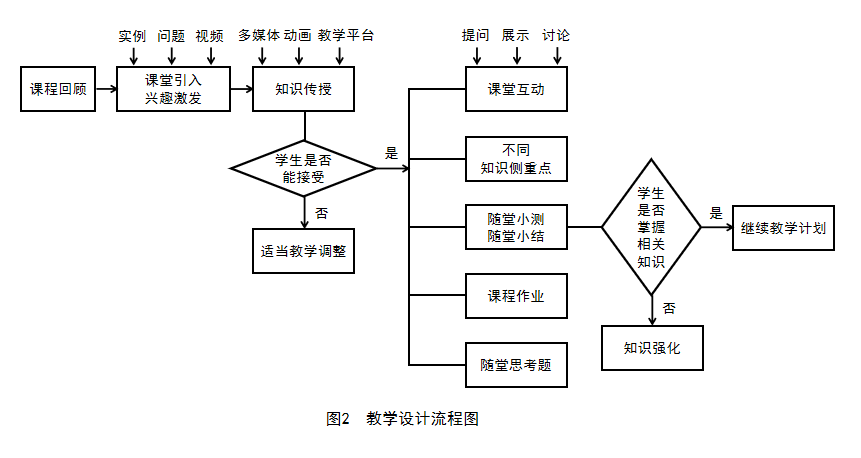 实例 问题 视频 多媒体 动画 教学平台 提问 展示 讨论
课程回顾
课堂引入
兴趣激发
知识传授
课堂互动
学生是否
能接受
是
否
适当教学调整
不同
知识侧重点
随堂小测
随堂小结
课程作业
随堂思考题
学生
是否
掌握
相关
知识
是
继续教学计划
否
知识强化
图2 教学设计流程图